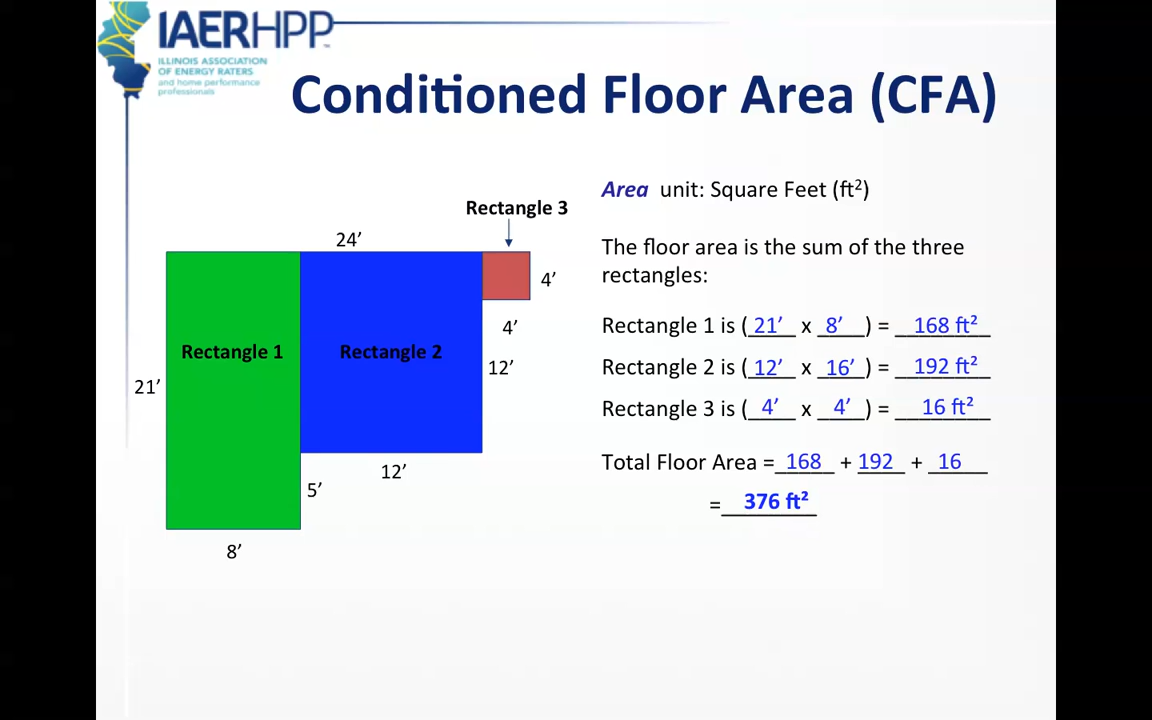 IAERHPP
ILLINOIS ASSOCIATION
OF ENERGY RATERS
and home performance
professionals
Conditioned Floor Area (CFA)
Area unit: Square Feet (ft²)
Rectangle 3
24’
4’
4’
12’
Rectangle 1
Rectangle 2
21’
12’
5’
8’
The floor area is the sum of the three
rectangles:
Rectangle 1 is (21’ x 8’) = 168 ft²
Rectangle 2 is (12’ x 16’) = 192 ft²
Rectangle 3 is (4’ x 4’) = 16 ft²
Total Floor Area = 168 + 192 + 16
= 376 ft²